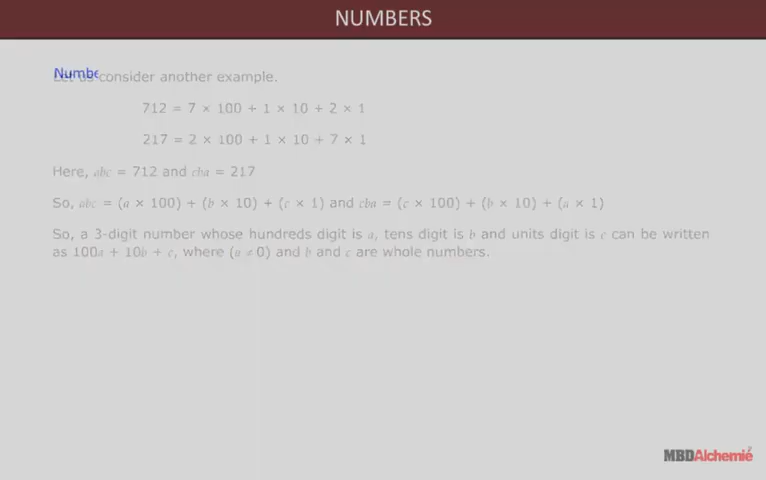 NUMBERS
Numbe
Let us consider another example.
712 = 7 × 100 + 1 × 10 + 2 × 1
217 = 2 × 100 + 1 × 10 + 7 × 1
Here, abc = 712 and cba = 217
So, abc = (a × 100) + (b × 10) + (c × 1) and cba = (c × 100) + (b × 10) + (a × 1)
So, a 3-digit number whose hundreds digit is a, tens digit is b and units digit is c can be written
as 100a + 10b + c, where (a ≠ 0) and b and c are whole numbers.
MBDAlchemié